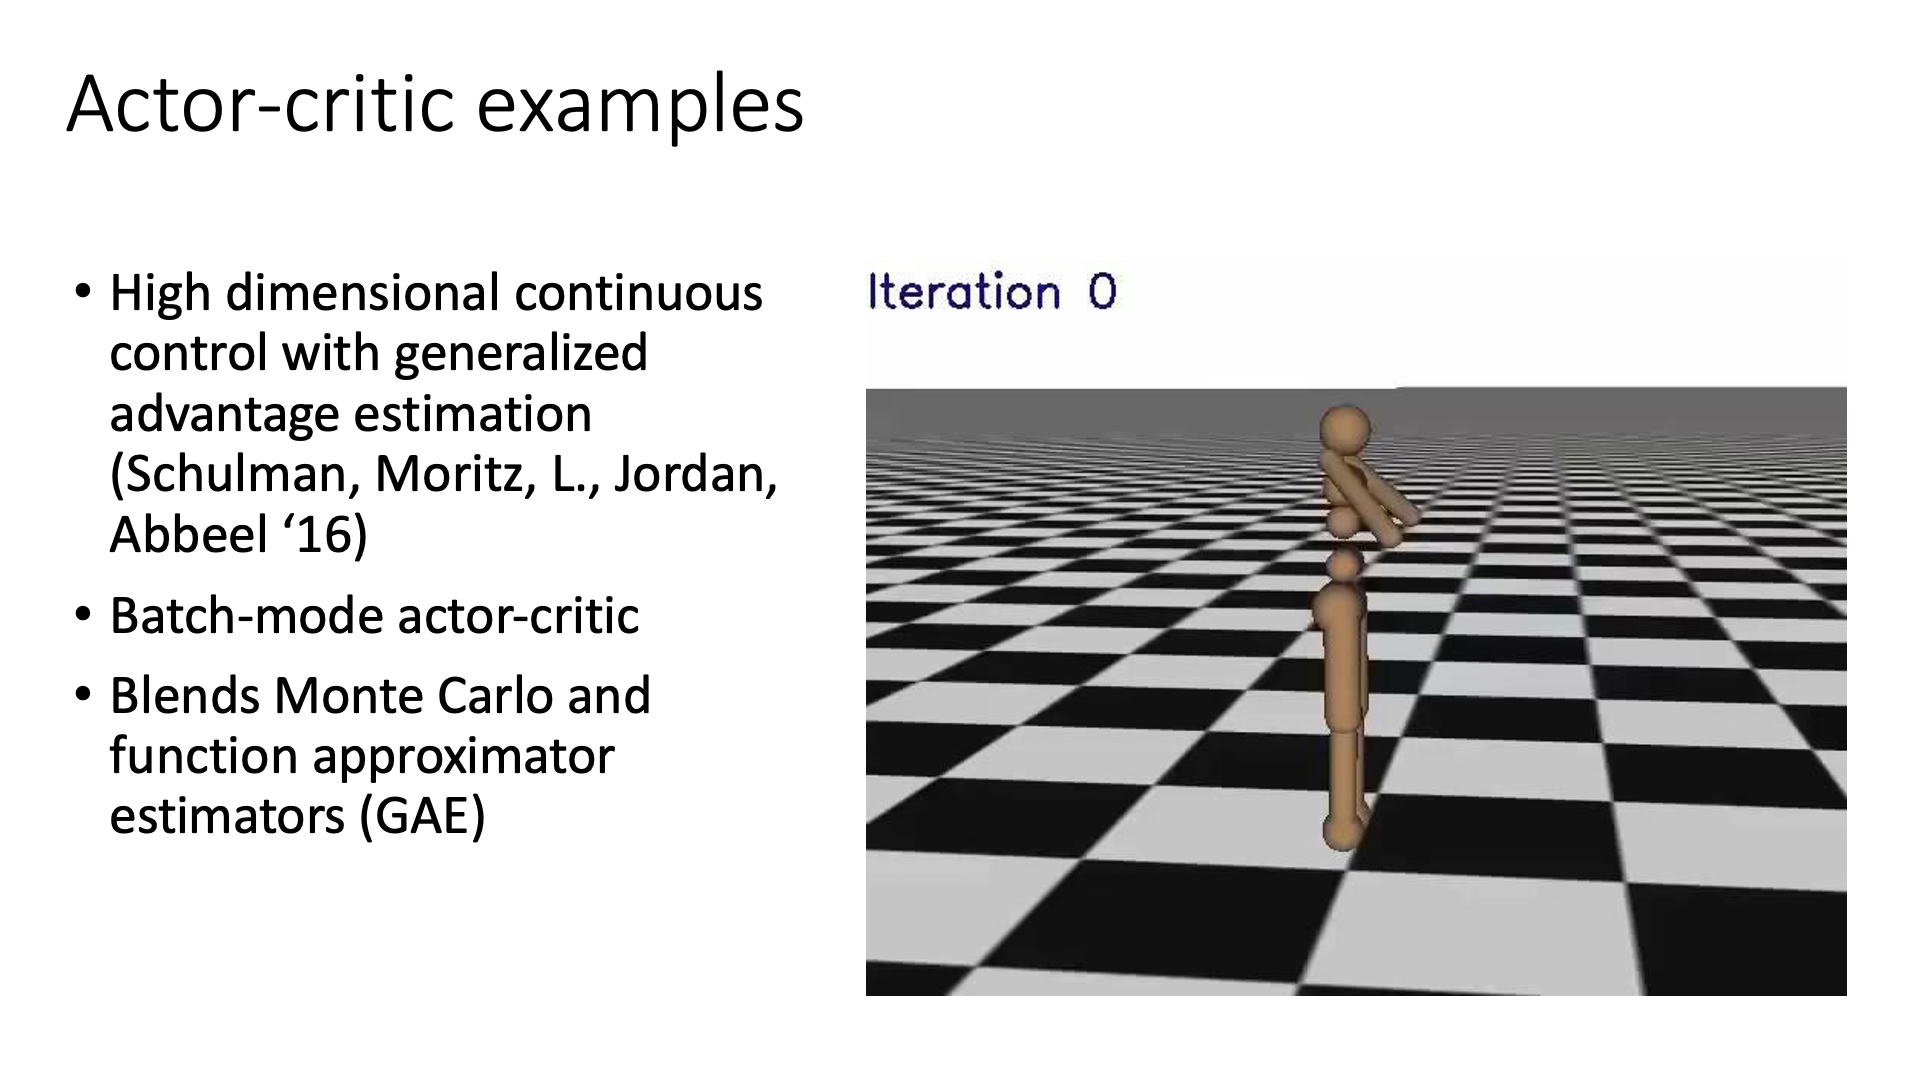 Actor-critic examples
• High dimensional continuous
control with generalized
advantage estimation
(Schulman, Moritz, L., Jordan,
Abbeel ‘16)
• Batch-mode actor-critic
• Blends Monte Carlo and
function approximator
estimators (GAE)
Iteration 0